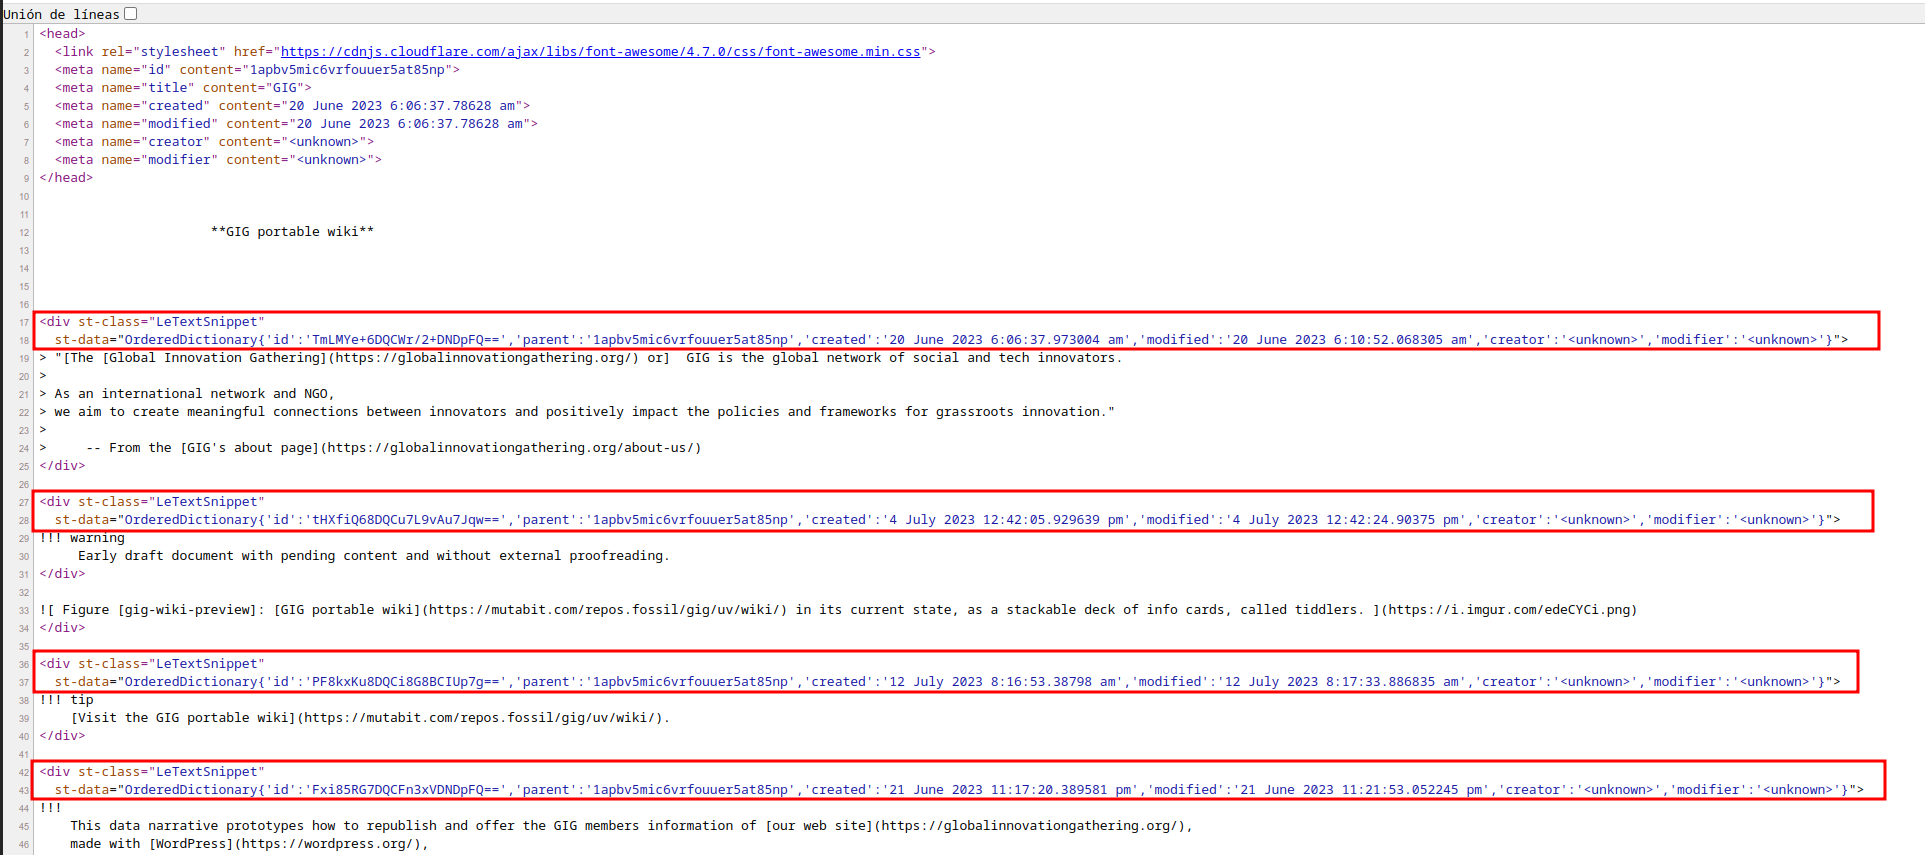 Unión de líneas
1 <head>
2   <link rel="stylesheet" href="https://cdnjs.cloudflare.com/ajax/libs/font-awesome/4.7.0/css/font-awesome.min.css">
3   <meta name="id" content="1apbv5mic6vrfouuer5at85np">
4   <meta name="title" content="GIG">
5   <meta name="created" content="20 June 2023 6:06:37.78628 am">
6   <meta name="modified" content="20 June 2023 6:06:37.78628 am">
7   <meta name="creator" content="<unknown>">
8   <meta name="modifier" content="<unknown>">
9 </head>
10
11
12                       **GIG portable wiki**
13
14
15
16
17 <div st-class="LeTextSnippet"
18   st-data="OrderedDictionary{'id':'TmLMYe+6DQCWr/2+DNDpFQ==','parent':'1apbv5mic6vrfouuer5at85np','created':'20 June 2023 6:06:37.973004 am','modified':'20 June 2023 6:10:52.068305 am','creator':'<unknown>','modifier':'<unknown>'}">
19 > "[The [Global Innovation Gathering](https://globalinnovationgathering.org/) or]  GIG is the global network of social and tech innovators.
20 >
21 > As an international network and NGO,
22 > we aim to create meaningful connections between innovators and positively impact the policies and frameworks for grassroots innovation."
23 >
24 >     -- From the [GIG's about page](https://globalinnovationgathering.org/about-us/)
25 </div>
26
27 <div st-class="LeTextSnippet"
28   st-data="OrderedDictionary{'id':'tHXfiQ68DQCu7L9vAu7Jqw==','parent':'1apbv5mic6vrfouuer5at85np','created':'4 July 2023 12:42:05.929639 pm','modified':'4 July 2023 12:42:24.90375 pm','creator':'<unknown>','modifier':'<unknown>'}">
29 !!! warning
30      Early draft document with pending content and without external proofreading.
31 </div>
32
33 ![ Figure [gig-wiki-preview]: [GIG portable wiki](https://mutabit.com/repos.fossil/gig/uv/wiki/) in its current state, as a stackable deck of info cards, called tiddlers. ](https://i.imgur.com/edeCYCi.png)
34 </div>
35
36 <div st-class="LeTextSnippet"
37   st-data="OrderedDictionary{'id':'PF8kxKu8DQCi8G8BCIUp7g==','parent':'1apbv5mic6vrfouuer5at85np','created':'12 July 2023 8:16:53.38798 am','modified':'12 July 2023 8:17:33.886835 am','creator':'<unknown>','modifier':'<unknown>'}">
38 !!! tip
39     [Visit the GIG portable wiki](https://mutabit.com/repos.fossil/gig/uv/wiki/).
40 </div>
41
42 <div st-class="LeTextSnippet"
43   st-data="OrderedDictionary{'id':'Fxi85RG7DQCFn3xVDNDpFQ==','parent':'1apbv5mic6vrfouuer5at85np','created':'21 June 2023 11:17:20.389581 pm','modified':'21 June 2023 11:21:53.052245 pm','creator':'<unknown>','modifier':'<unknown>'}">
44 !!!
45     This data narrative prototypes how to republish and offer the GIG members information of [our web site](https://globalinnovationgathering.org/),
46     made with [WordPress](https://wordpress.org/),